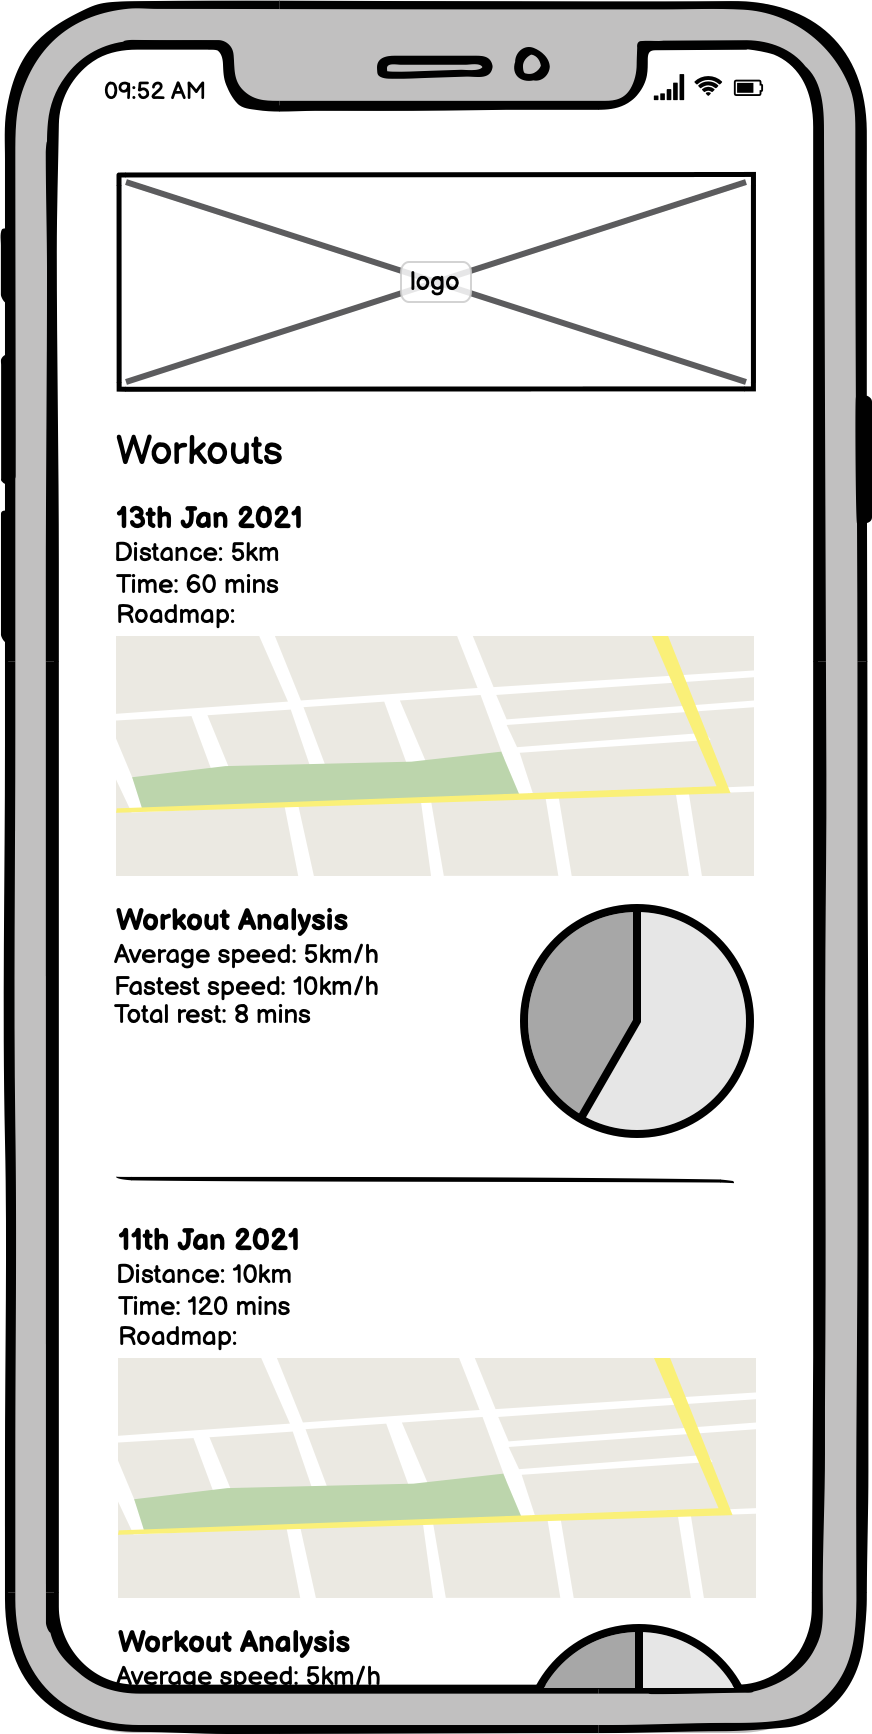 09:52 AM
logo
Workouts
13th Jan 2021
Distance: 5km
Time: 60 mins
Roadmap:
Workout Analysis
Average speed: 5km/h
Fastest speed: 10km/h
Total rest: 8 mins
11th Jan 2021
Distance: 10km
Time: 120 mins
Roadmap:
Workout Analysis
Average speed: 5km/h